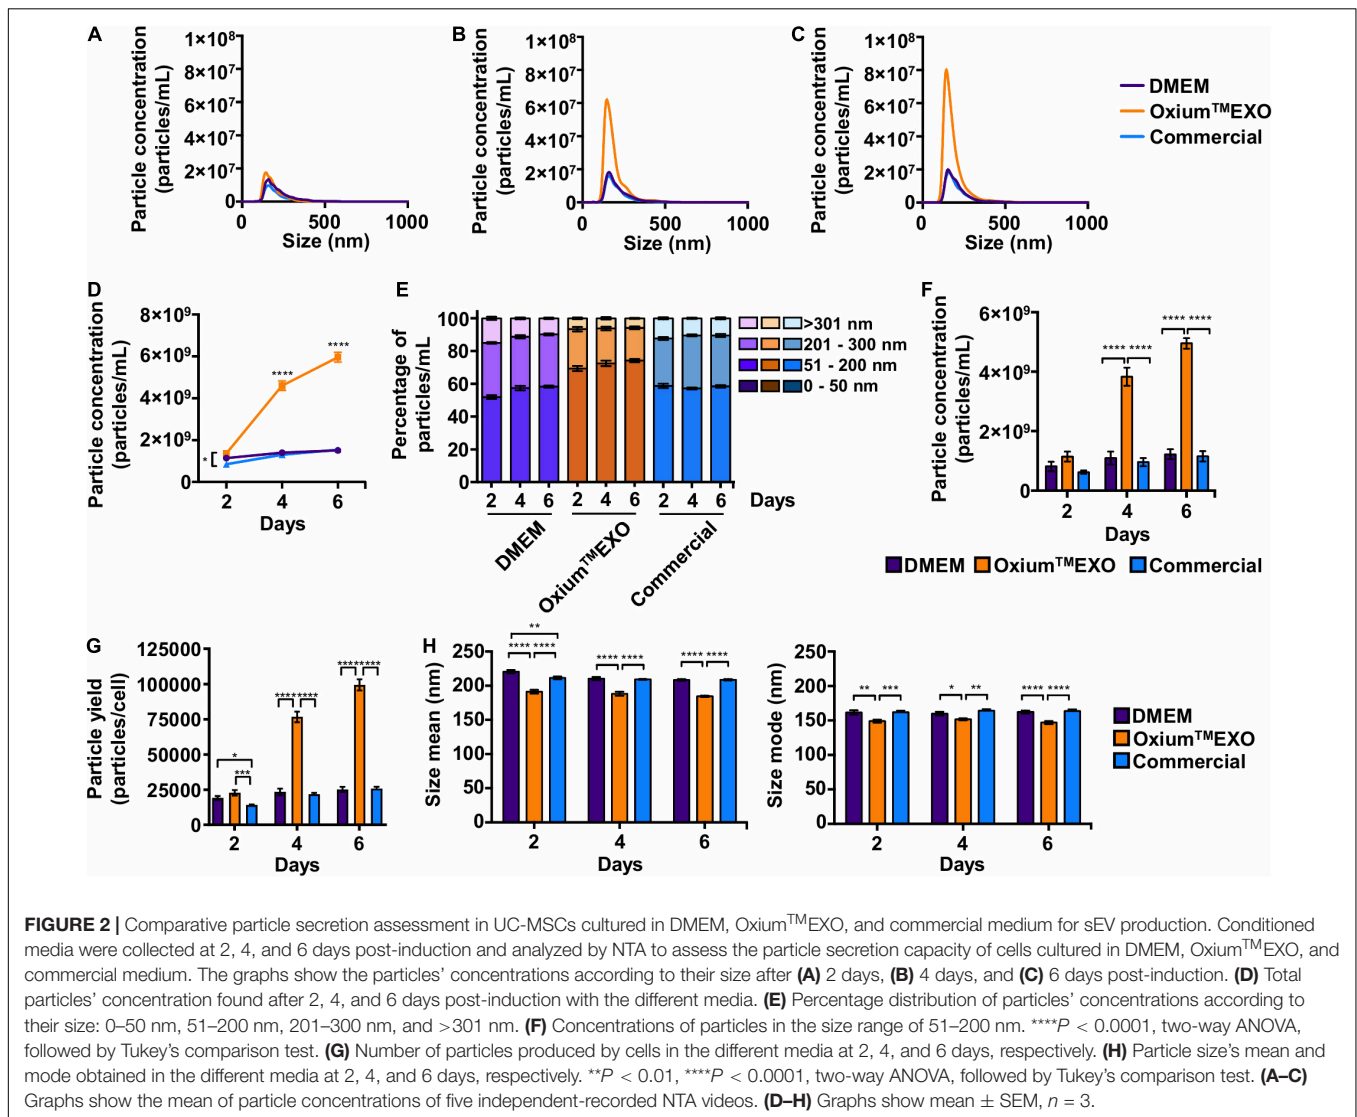 A
Particle concentration
(particles/mL)
1×10⁸
8×10⁷
6×10⁷
4×10⁷
2×10⁷
0
0 500 1000
Size (nm)
B
Particle concentration
(particles/mL)
1×10⁸
8×10⁷
6×10⁷
4×10⁷
2×10⁷
0
0 500 1000
Size (nm)
C
Particle concentration
(particles/mL)
1×10⁸
8×10⁷
6×10⁷
4×10⁷
2×10⁷
0
0 500 1000
Size (nm)
DMEM
Oxium™EXO
Commercial
D
Particle concentration
(particles/mL)
8×10⁹
6×10⁹
4×10⁹
2×10⁹
0
*
****
****
2 4 6
Days
E
Percentage of
particles/mL
100
80
60
40
20
0
2 4 6 2 4 6 2 4 6 Days
DMEM
Oxium™EXO
Commercial
>301 nm
201 - 300 nm
51 - 200 nm
0 - 50 nm
F
Particle concentration
(particles/mL)
6×10⁹
4×10⁹
2×10⁹
0
**** ****
**** ****
2 4 6
Days
DMEM Oxium™EXO Commercial
G
Particle yield
(particles/cell)
125000
100000
75000
50000
25000
0
*
***
********
********
2 4 6
Days
H
Size mean (nm)
250
200
150
100
50
0
**
**** ****
**** ****
**** ****
2 4 6
Days
Size mode (nm)
250
200
150
100
50
0
** ***
* **
**** ****
2 4 6
Days
DMEM
Oxium™EXO
Commercial
FIGURE 2 | Comparative particle secretion assessment in UC-MSCs cultured in DMEM, Oxium™EXO, and commercial medium for sEV production. Conditioned
media were collected at 2, 4, and 6 days post-induction and analyzed by NTA to assess the particle secretion capacity of cells cultured in DMEM, Oxium™EXO, and
commercial medium. The graphs show the particles' concentrations according to their size after (A) 2 days, (B) 4 days, and (C) 6 days post-induction. (D) Total
particles' concentration found after 2, 4, and 6 days post-induction with the different media. (E) Percentage distribution of particles' concentrations according to
their size: 0–50 nm, 51–200 nm, 201–300 nm, and >301 nm. (F) Concentrations of particles in the size range of 51–200 nm. ****P < 0.0001, two-way ANOVA,
followed by Tukey's comparison test. (G) Number of particles produced by cells in the different media at 2, 4, and 6 days, respectively. (H) Particle size's mean and
mode obtained in the different media at 2, 4, and 6 days, respectively. **P < 0.01, ****P < 0.0001, two-way ANOVA, followed by Tukey's comparison test. (A–C)
Graphs show the mean of particle concentrations of five independent-recorded NTA videos. (D–H) Graphs show mean ± SEM, n = 3.